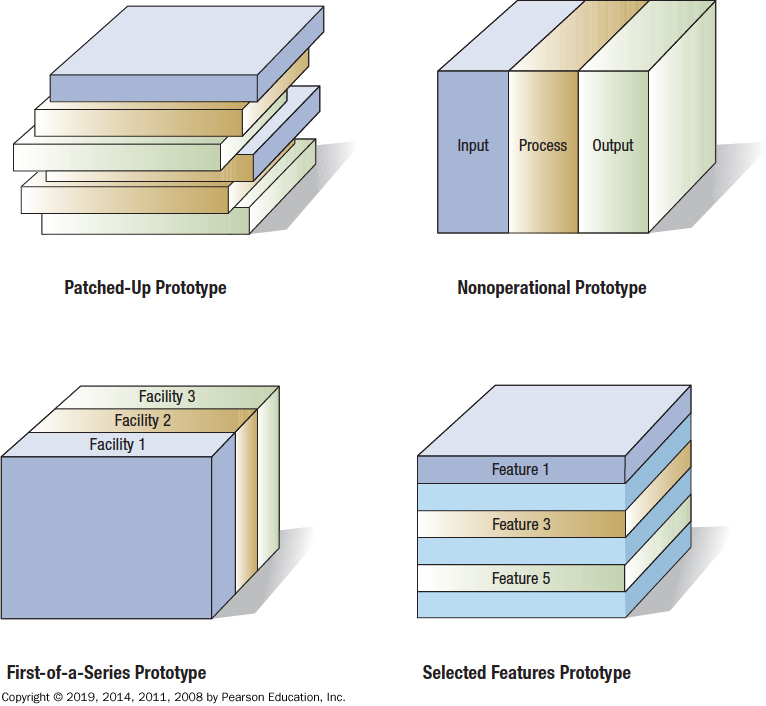 Input
Process
Output
Patched-Up Prototype
Nonoperational Prototype
Facility 3
Facility 2
Facility 1
Feature 1
Feature 3
Feature 5
First-of-a-Series Prototype
Selected Features Prototype
Copyright © 2019, 2014, 2011, 2008 by Pearson Education, Inc.